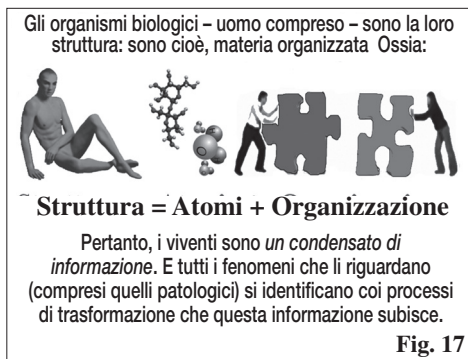 Gli organismi biologici – uomo compreso – sono la loro
struttura: sono cioè, materia organizzata Ossia:
Struttura = Atomi + Organizzazione
Pertanto, i viventi sono un condensato di
informazione. E tutti i fenomeni che li riguardano
(compresi quelli patologici) si identificano coi processi
di trasformazione che questa informazione subisce.
Fig. 17